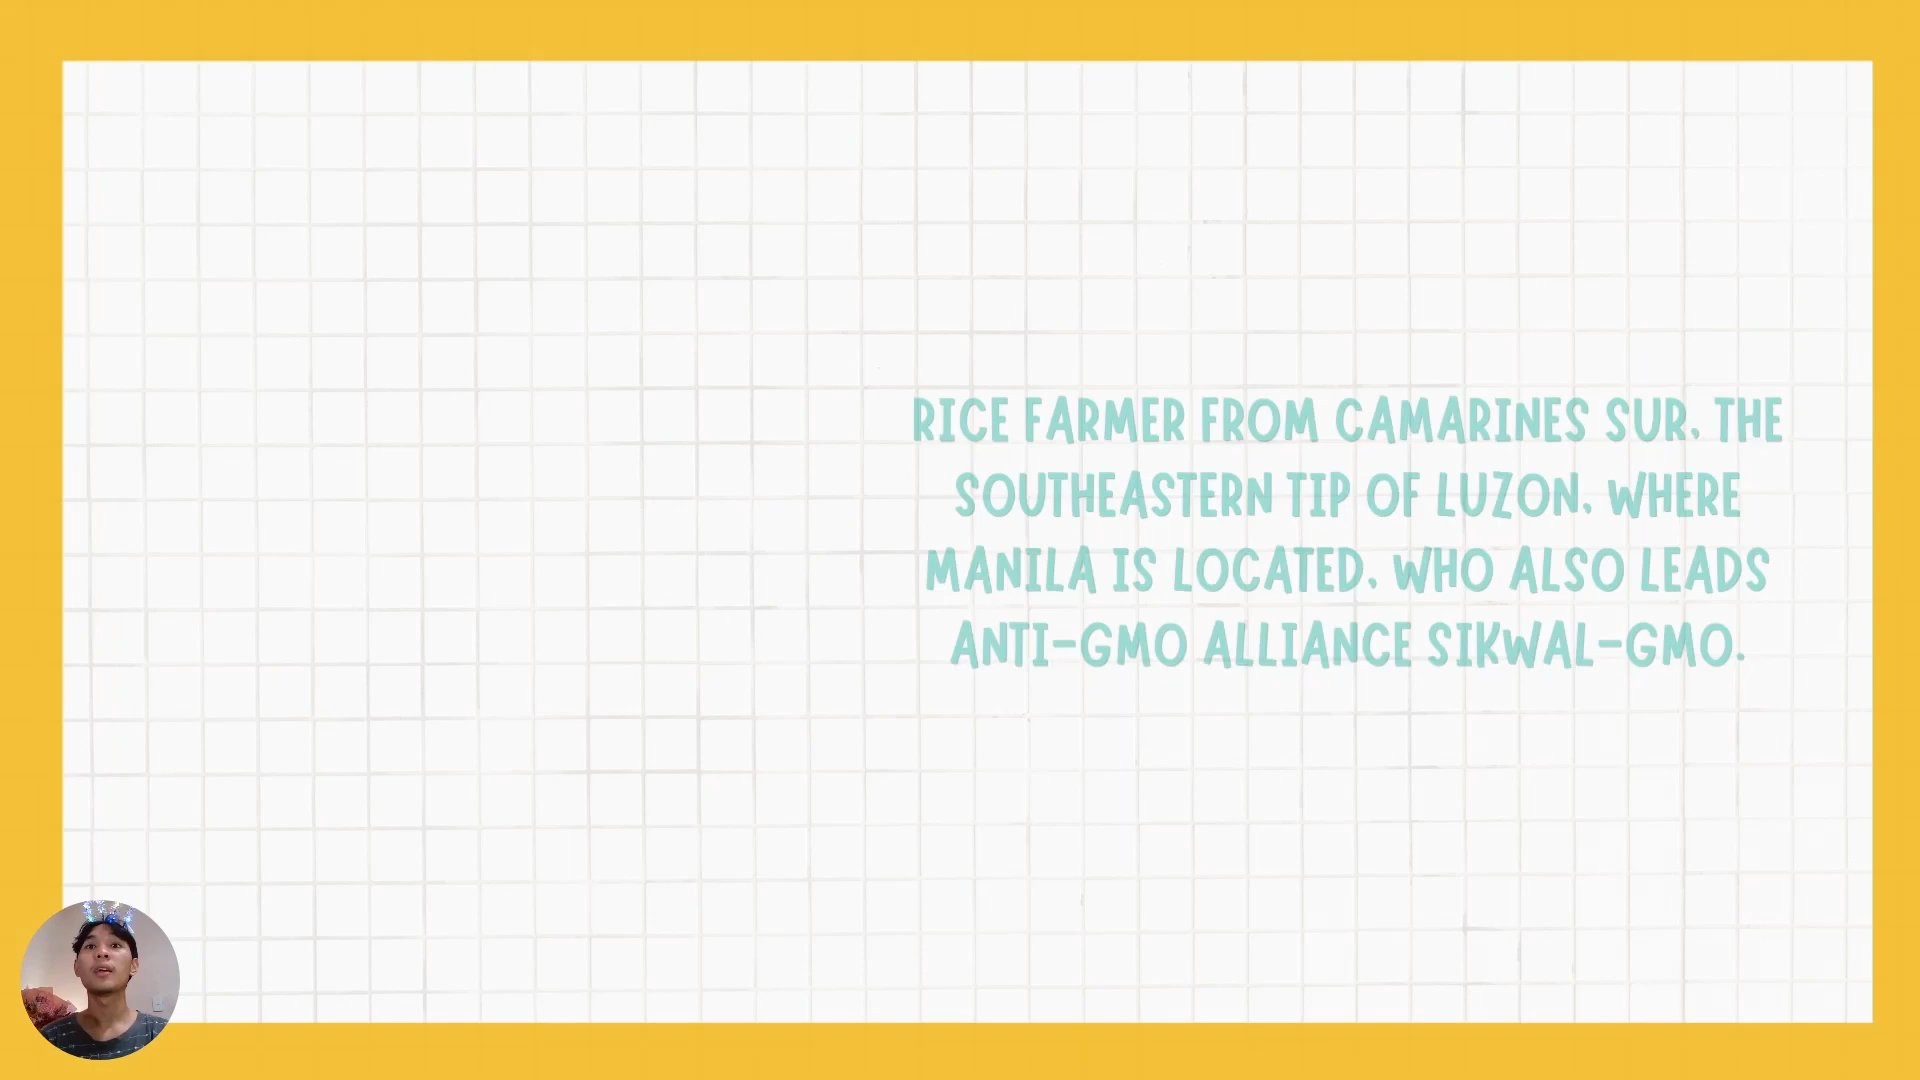 RICE FARMER FROM CAMARINES SUR, THE
SOUTHEASTERN TIP OF LUZON, WHERE
MANILA IS LOCATED, WHO ALSO LEADS
ANTI-GMO ALLIANCE SIKWAL-GMO.